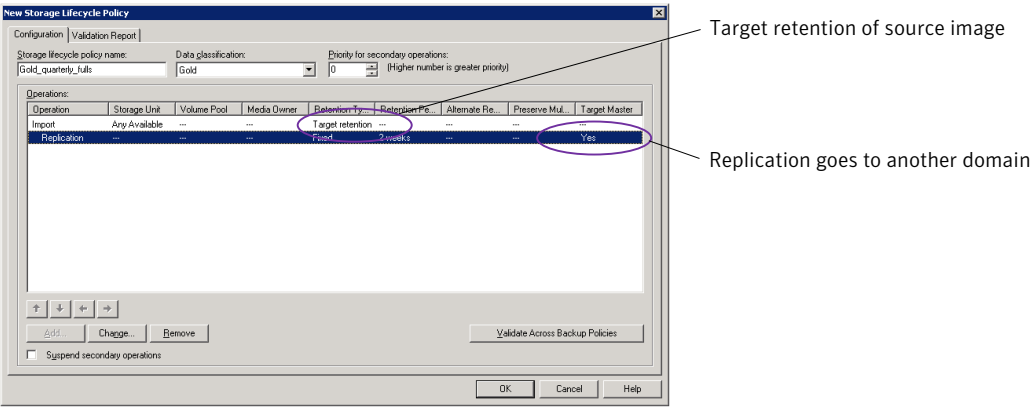 New Storage Lifecycle Policy
Configuration Validation Report
Storage lifecycle policy name: Data classification: Priority for secondary operations:
Gold_quarterly_fulls Gold 0 (Higher number is greater priority)
Operations:
Operation Storage Unit Volume Pool Media Owner Retention Ty... Retention Pe... Alternate Re... Preserve Mul... Target Master
Import Any Available --- --- Target retention --- --- --- ---
Replication --- --- --- Fixed 2 weeks --- --- Yes
Add... Change... Remove Validate Across Backup Policies
Suspend secondary operations
OK Cancel Help
Target retention of source image
Replication goes to another domain